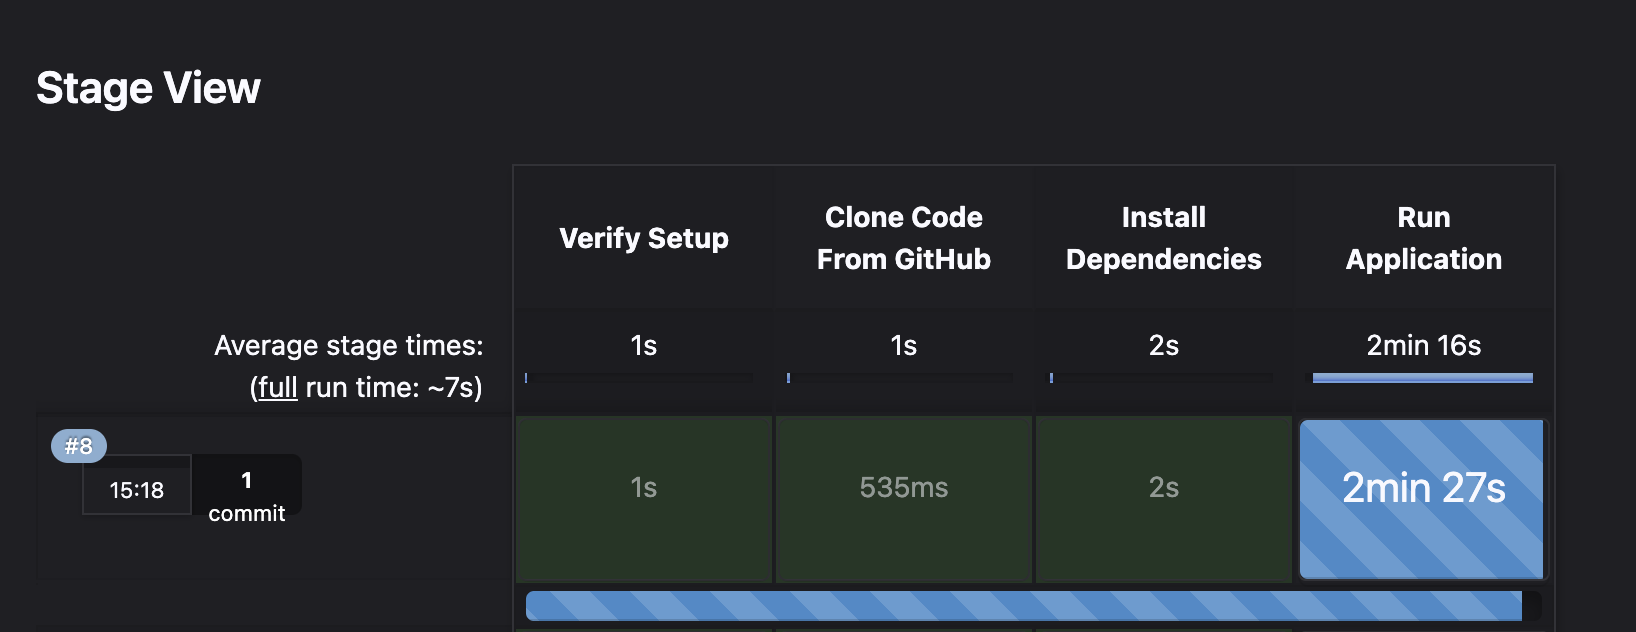 Stage View
Verify Setup
Clone Code
From GitHub
Install
Dependencies
Run
Application
Average stage times:
(full run time: ~7s)
1s
1s
2s
2min 16s
#8
15:18
1
commit
1s
535ms
2s
2min 27s